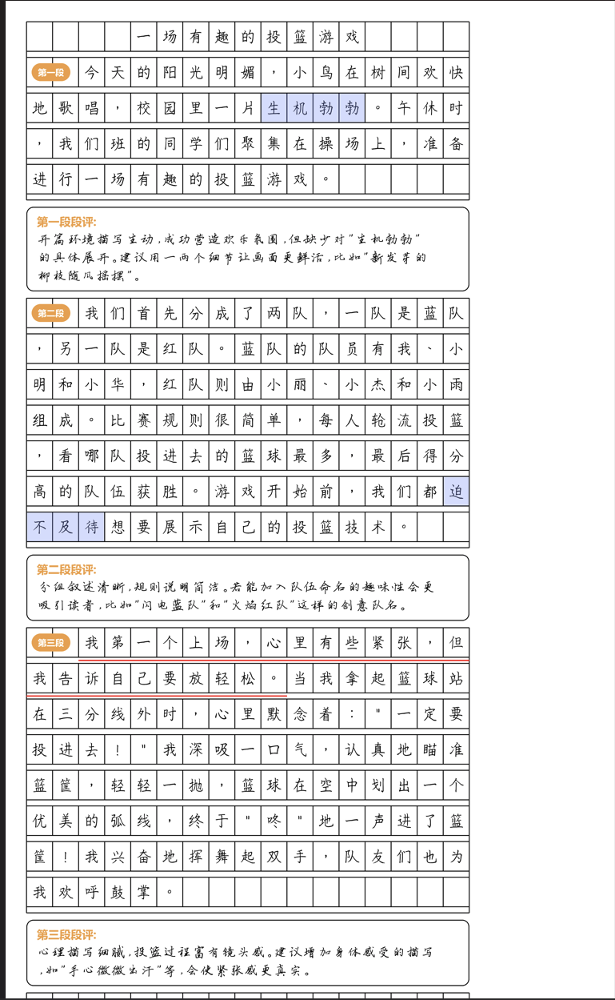 一场有趣的投篮游戏
第一段 今天的阳光明媚，小鸟在树间欢快
地歌唱，校园里一片生机勃勃。午休时
，我们班的同学们聚集在操场上，准备
进行一场有趣的投篮游戏。
第一段段评:
开篇环境描写生动,成功营造欢乐氛围,但缺少对"生机勃勃"
的具体展开。建议用一两个细节让画面更鲜活,比如"新发芽的
柳枝随风摇摆"。
第二段 我们首先分成了两队，一队是蓝队
，另一队是红队。蓝队的队员有我、小
明和小华，红队则由小丽、小杰和小雨
组成。比赛规则很简单，每人轮流投篮
，看哪队投进去的篮球最多，最后得分
高的队伍获胜。游戏开始前，我们都迫
不及待想要展示自己的投篮技术。
第二段段评:
分组叙述清晰,规则说明简洁。若能加入队伍命名的趣味性会更
吸引读者,比如"闪电蓝队"和"火焰红队"这样的创意队名。
第三段 我第一个上场，心里有些紧张，但
我告诉自己要放轻松。当我拿起篮球站
在三分线外时，心里默念着："一定要
投进去！"我深吸一口气，认真地瞄准
篮筐，轻轻一抛，篮球在空中划出一个
优美的弧线，终于"咚"地一声进了篮
筐！我兴奋地挥舞起双手，队友们也为
我欢呼鼓掌。
第三段段评:
心理描写细腻,投篮过程富有镜头感。建议增加身体感受的描写
,如"手心微微出汗"等,会使紧张感更真实。